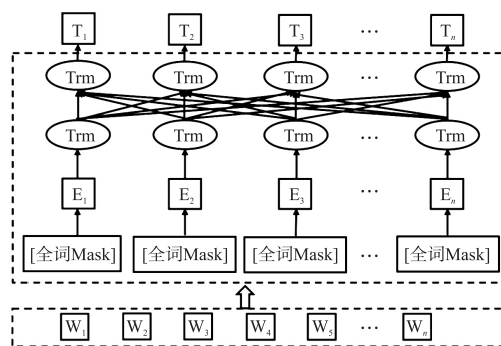 T1 T2 T3 … Tn
Trm Trm Trm … Trm
Trm Trm Trm … Trm
E1 E2 E3 … En
[全词Mask] [全词Mask] [全词Mask] … [全词Mask]
W1 W2 W3 W4 W5 … Wn